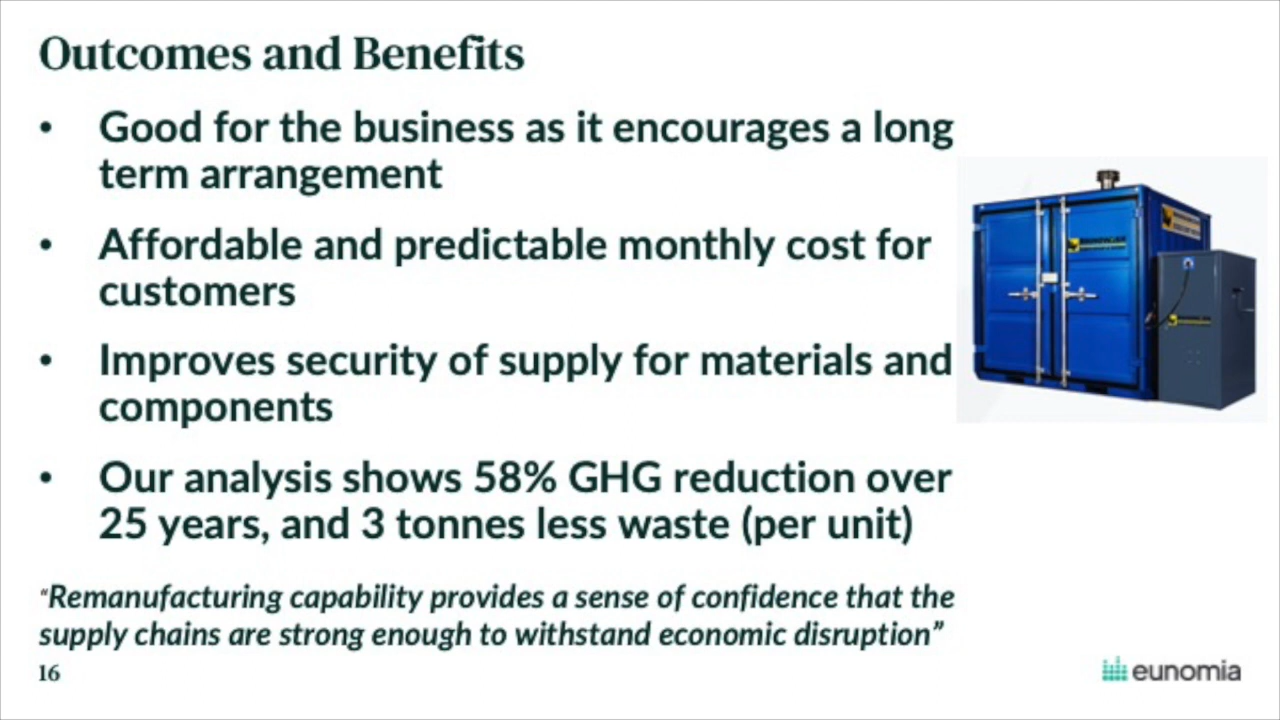 Outcomes and Benefits
• Good for the business as it encourages a long
term arrangement
• Affordable and predictable monthly cost for
customers
• Improves security of supply for materials and
components
• Our analysis shows 58% GHG reduction over
25 years, and 3 tonnes less waste (per unit)
“Remanufacturing capability provides a sense of confidence that the
supply chains are strong enough to withstand economic disruption”
16
eunomia